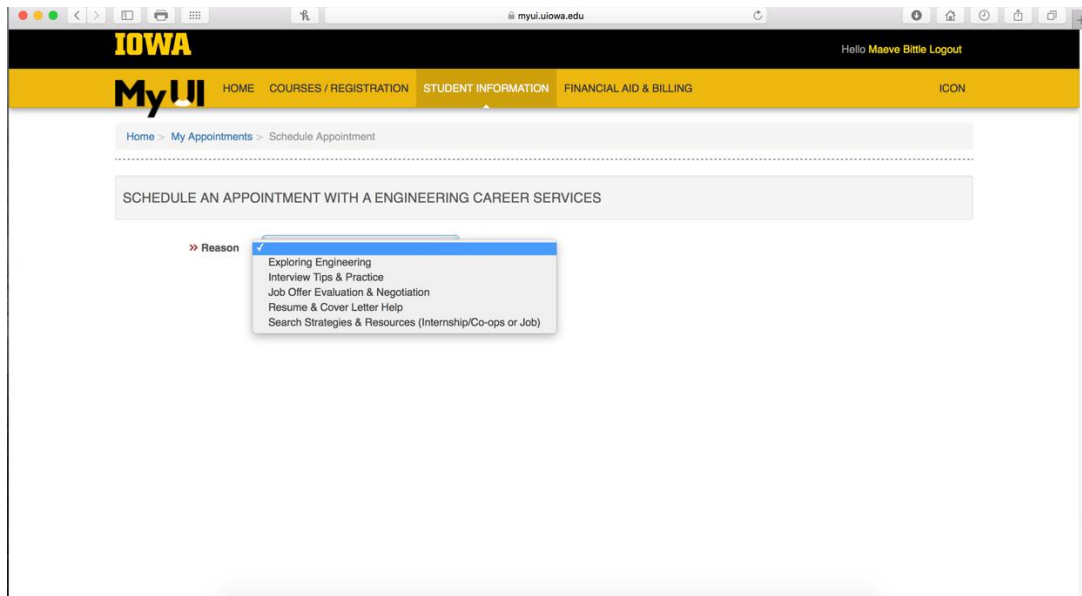 myui.uiowa.edu
IOWA
Hello Maeve Bittle Logout
MyUI HOME COURSES / REGISTRATION STUDENT INFORMATION FINANCIAL AID & BILLING ICON
Home > My Appointments > Schedule Appointment
SCHEDULE AN APPOINTMENT WITH A ENGINEERING CAREER SERVICES
» Reason ✓
Exploring Engineering
Interview Tips & Practice
Job Offer Evaluation & Negotiation
Resume & Cover Letter Help
Search Strategies & Resources (Internship/Co-ops or Job)